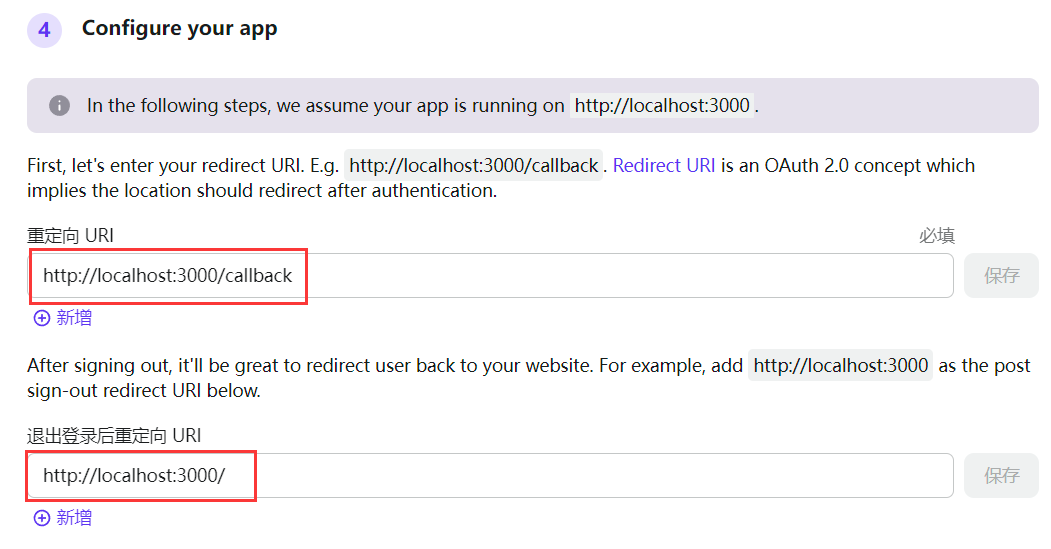 4 Configure your app
In the following steps, we assume your app is running on http://localhost:3000 .
First, let's enter your redirect URI. E.g. http://localhost:3000/callback . Redirect URI is an OAuth 2.0 concept which
implies the location should redirect after authentication.
重定向 URI 必填
http://localhost:3000/callback 保存
新增
After signing out, it'll be great to redirect user back to your website. For example, add http://localhost:3000 as the post
sign-out redirect URI below.
退出登录后重定向 URI
http://localhost:3000/ 保存
新增